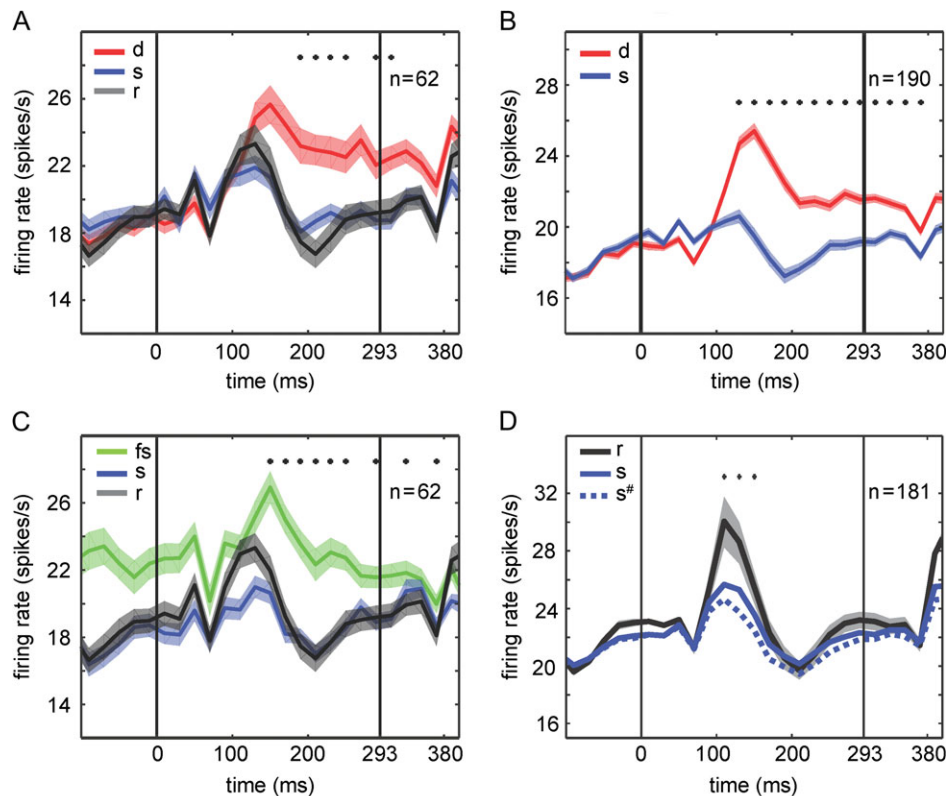 A
d
s
r
n=62
firing rate (spikes/s)
26
22
18
14
0 100 200 293 380
time (ms)
B
d
s
n=190
firing rate (spikes/s)
28
24
20
16
0 100 200 293 380
time (ms)
C
fs
s
r
n=62
firing rate (spikes/s)
26
22
18
14
0 100 200 293 380
time (ms)
D
r
s
s#
n=181
firing rate (spikes/s)
32
28
24
20
16
0 100 200 293 380
time (ms)